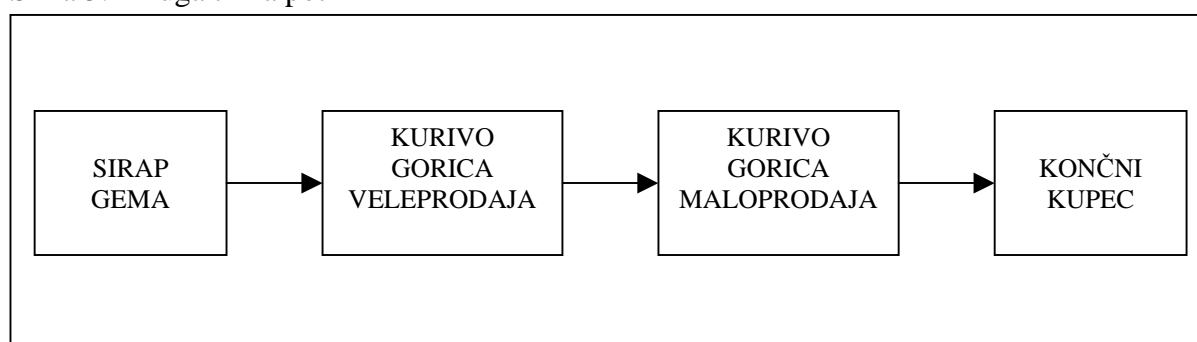 SIRAP
GEMA
KURIVO
GORICA
VELEPRODAJA
KURIVO
GORICA
MALOPRODAJA
KONČNI
KUPEC